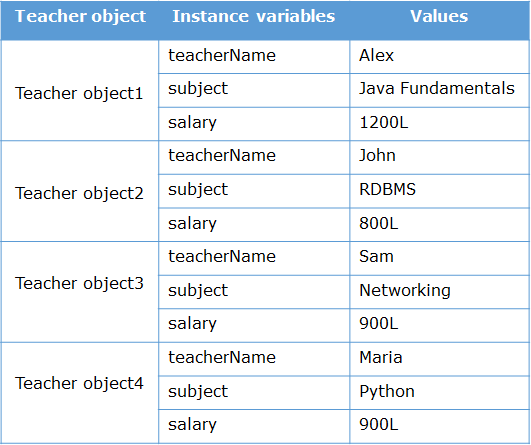 Teacher object Instance variables Values
teacherName Alex
Teacher object1 subject Java Fundamentals
salary 1200L
teacherName John
Teacher object2 subject RDBMS
salary 800L
teacherName Sam
Teacher object3 subject Networking
salary 900L
teacherName Maria
Teacher object4 subject Python
salary 900L